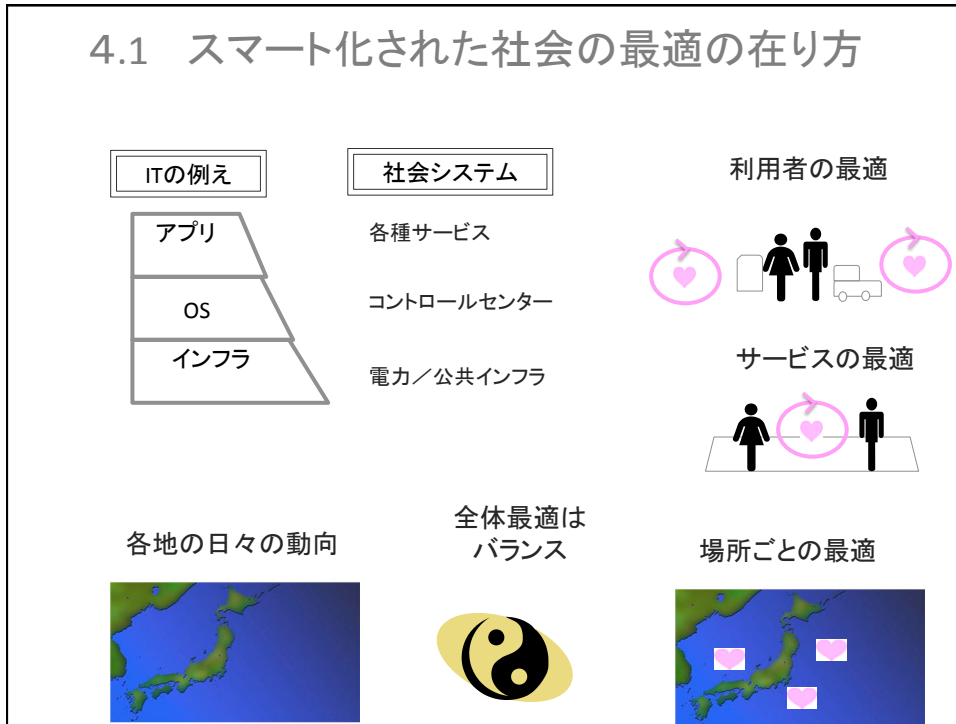 4.1　スマート化された社会の最適の在り方
ITの例え
社会システム
アプリ
各種サービス
OS
コントロールセンター
インフラ
電力／公共インフラ
利用者の最適
サービスの最適
各地の日々の動向
全体最適は
バランス
場所ごとの最適